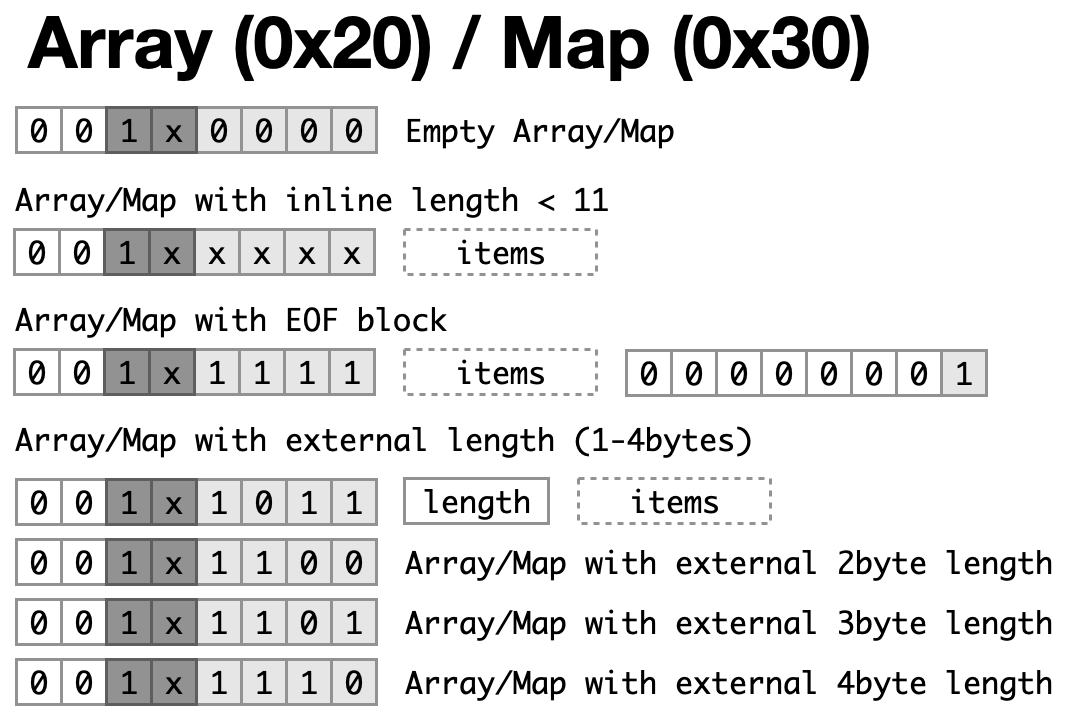 Array (0x20) / Map (0x30)
0 0 1 x 0 0 0 0 Empty Array/Map
Array/Map with inline length < 11
0 0 1 x x x x x items
Array/Map with EOF block
0 0 1 x 1 1 1 1 items 0 0 0 0 0 0 0 1
Array/Map with external length (1-4bytes)
0 0 1 x 1 0 1 1 length items
0 0 1 x 1 1 0 0 Array/Map with external 2byte length
0 0 1 x 1 1 0 1 Array/Map with external 3byte length
0 0 1 x 1 1 1 0 Array/Map with external 4byte length